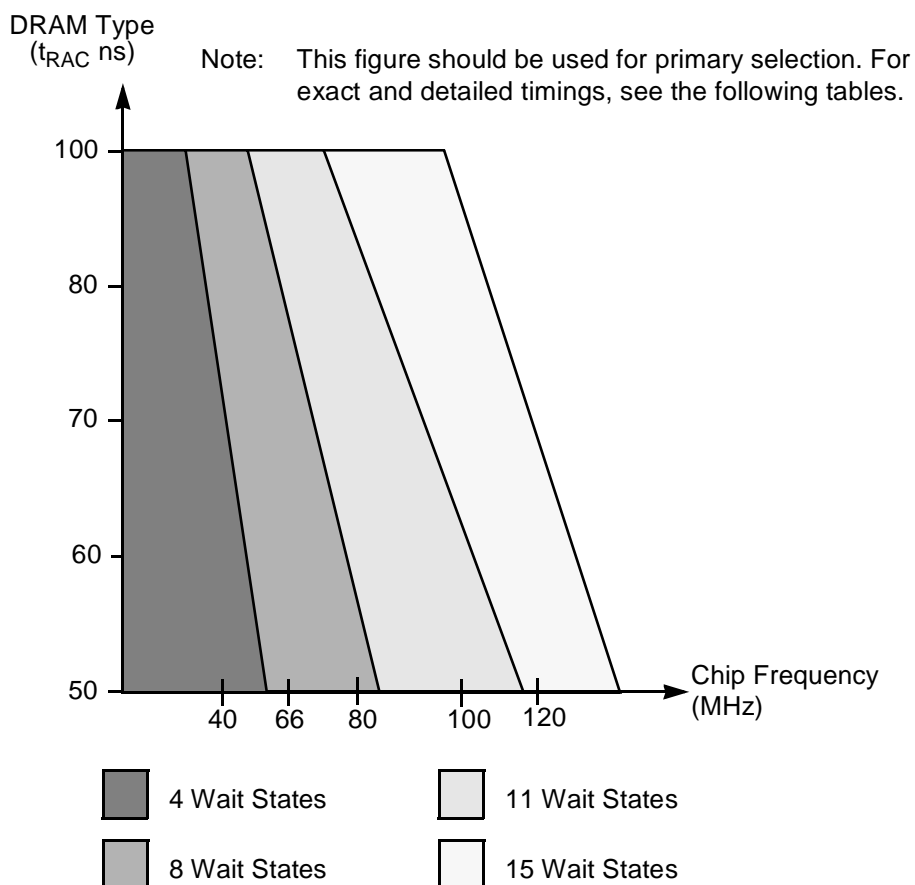 DRAM Type
(tRAC ns)
Note: This figure should be used for primary selection. For
exact and detailed timings, see the following tables.
100
80
70
60
50
40 66 80 100 120
Chip Frequency
(MHz)
4 Wait States
11 Wait States
8 Wait States
15 Wait States